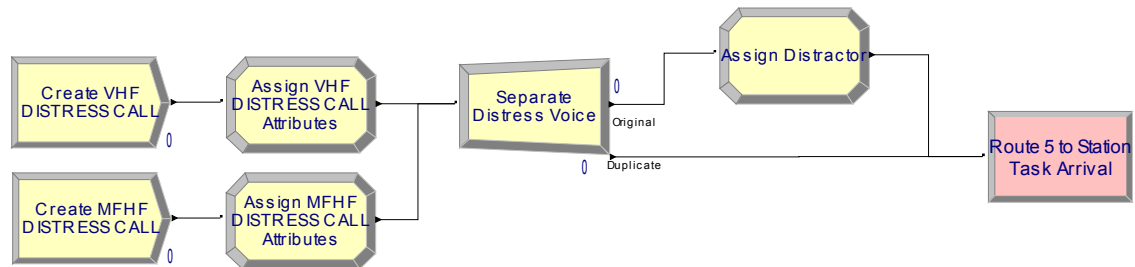 Create VHF
DISTRESS CALL
0
Assign VHF
DISTRESS CALL
Attributes
Create MFHF
DISTRESS CALL
0
Assign MFHF
DISTRESS CALL
Attributes
Separate
Distress Voice
0
Original
0
Duplicate
Assign Distractor
Route 5 to Station
Task Arrival